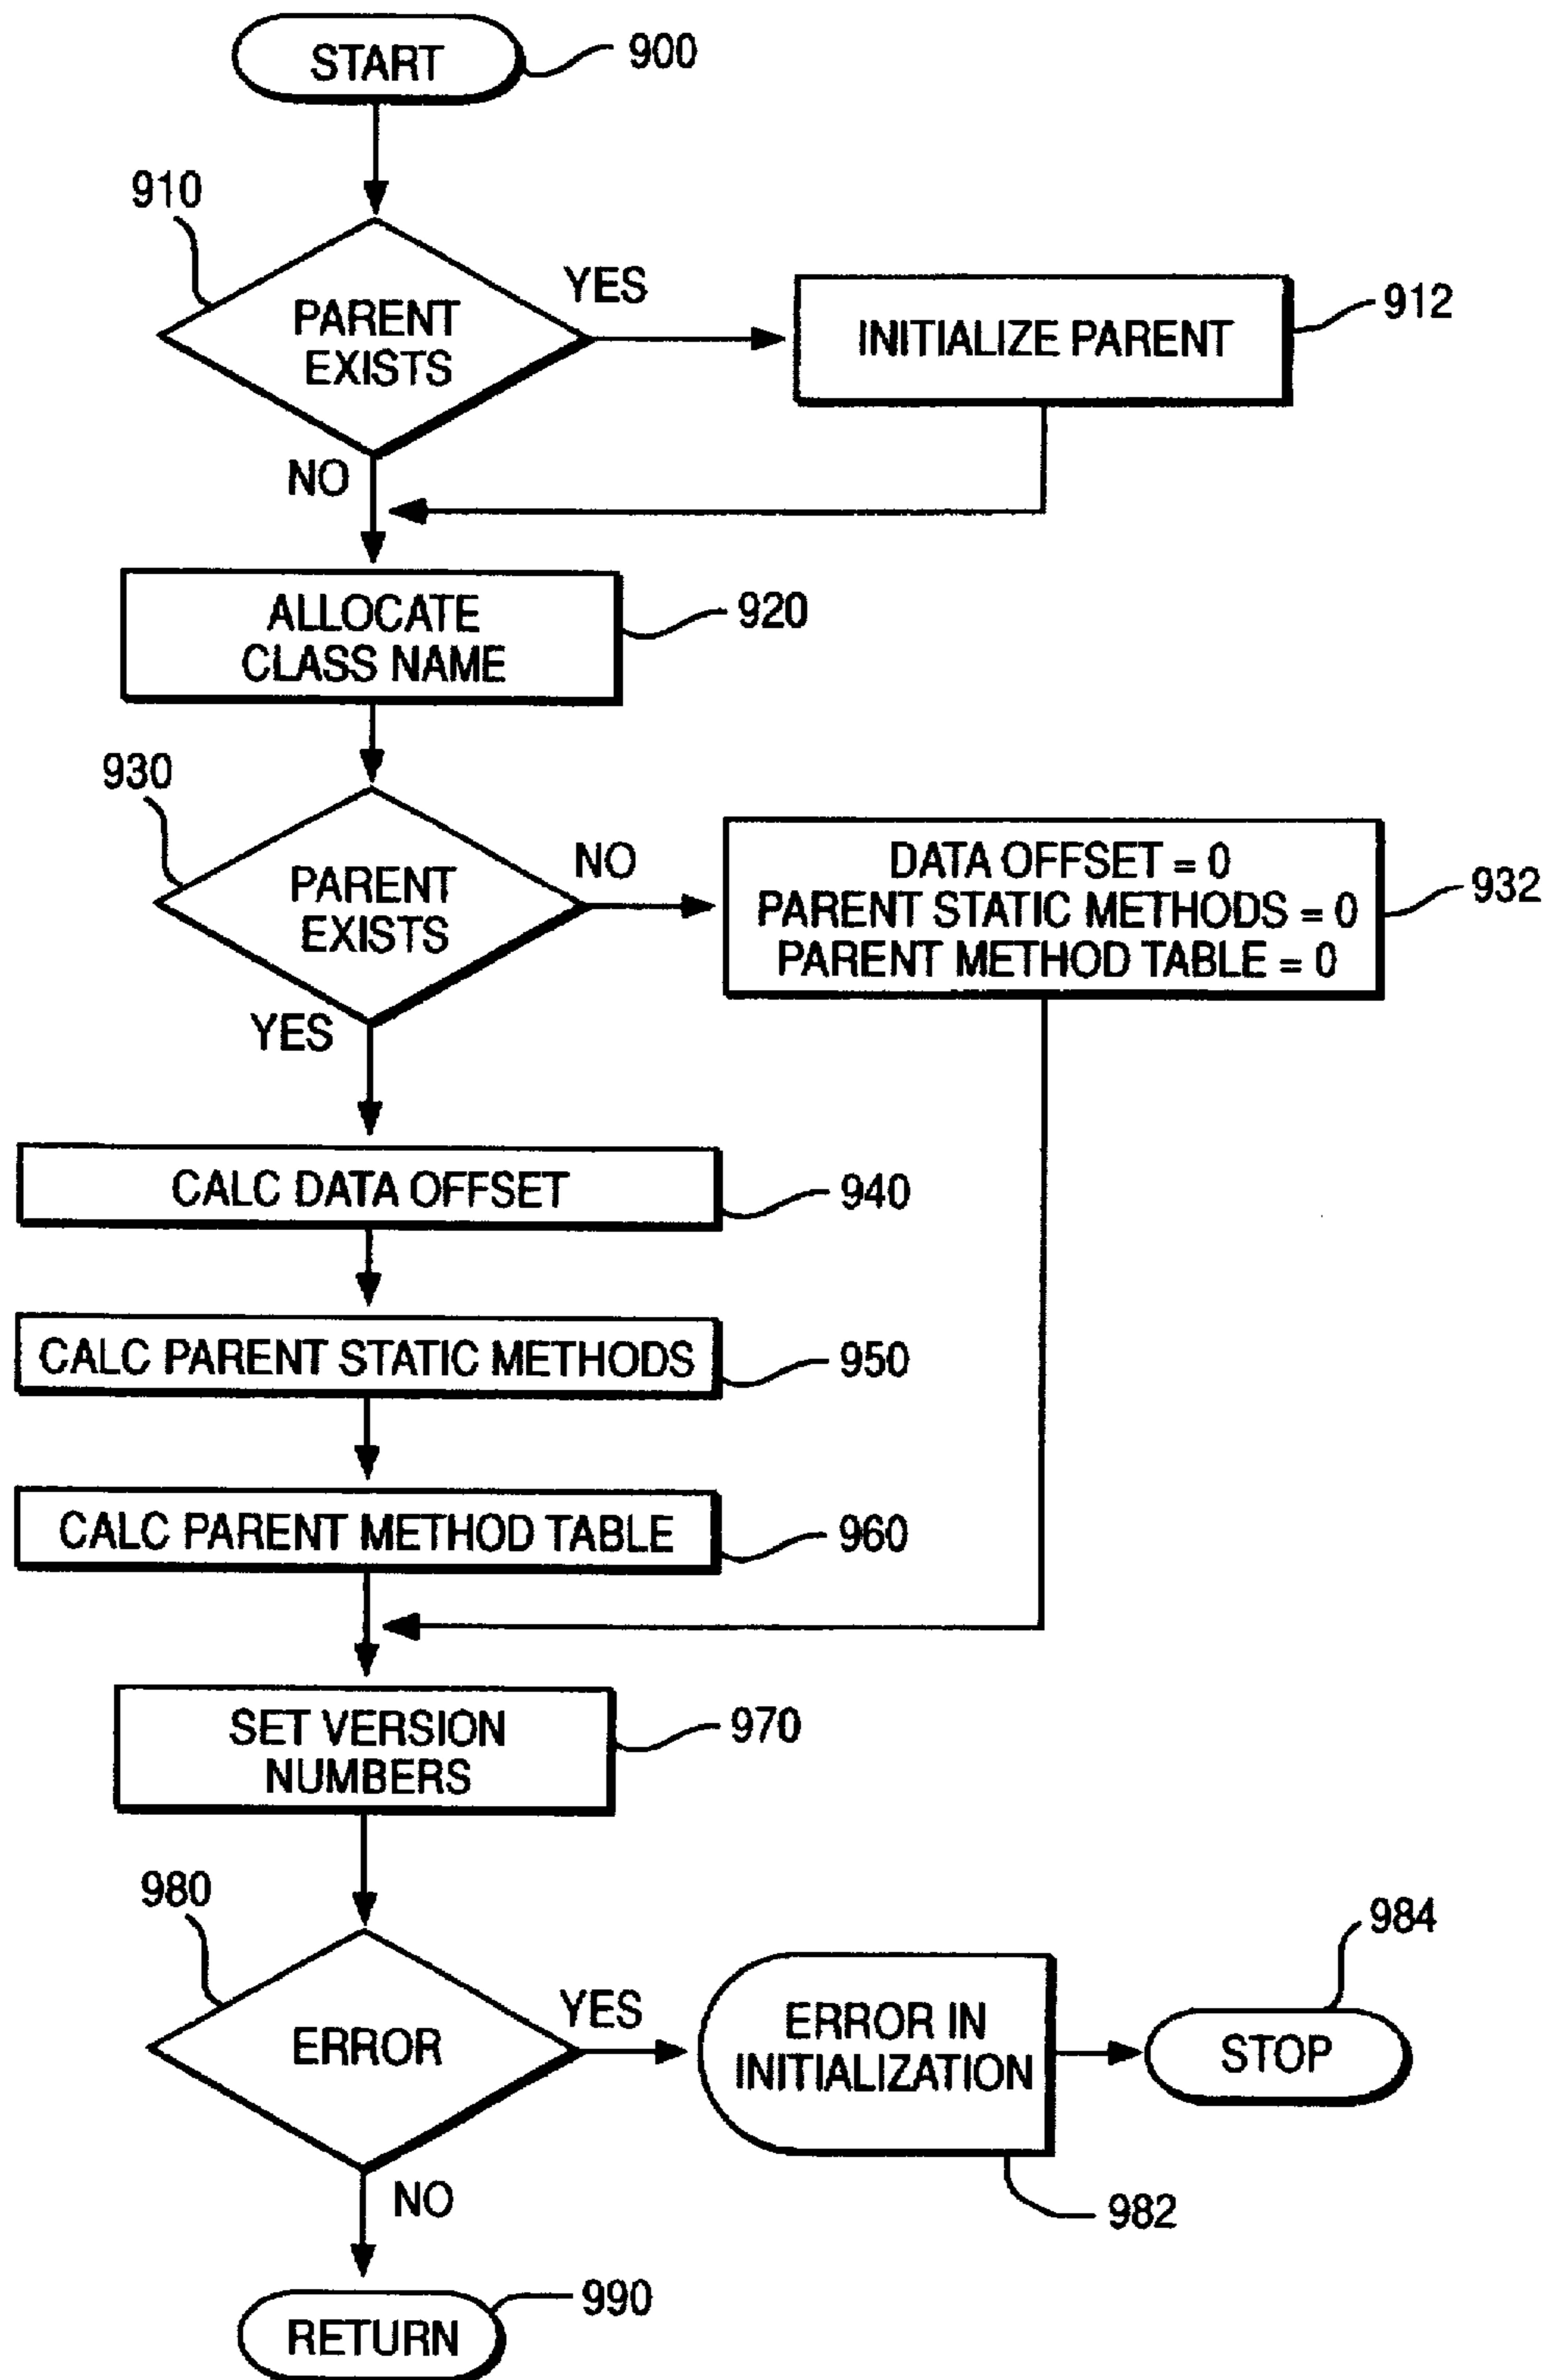 START
900
910
PARENT
EXISTS
YES
INITIALIZE PARENT
912
NO
ALLOCATE
CLASS NAME
920
930
PARENT
EXISTS
NO
DATA OFFSET = 0
PARENT STATIC METHODS = 0
PARENT METHOD TABLE = 0
932
YES
CALC DATA OFFSET
940
CALC PARENT STATIC METHODS
950
CALC PARENT METHOD TABLE
960
SET VERSION
NUMBERS
970
980
ERROR
YES
ERROR IN
INITIALIZATION
982
STOP
984
NO
RETURN
990